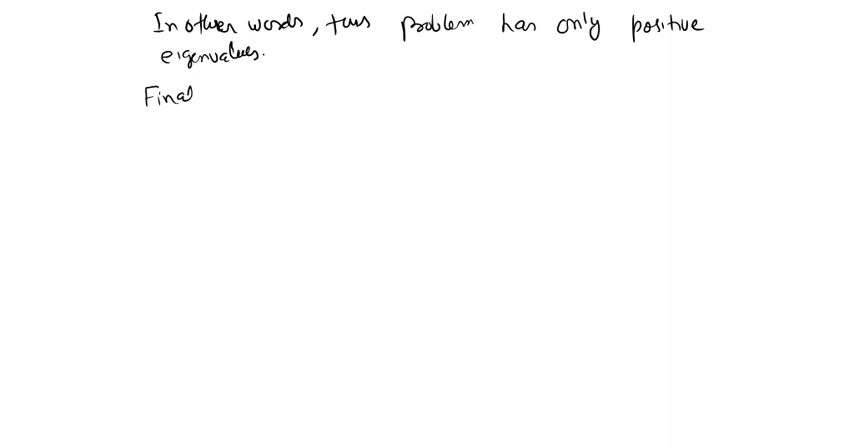 In other words, this problem has only positive
eigenvalues.
Final